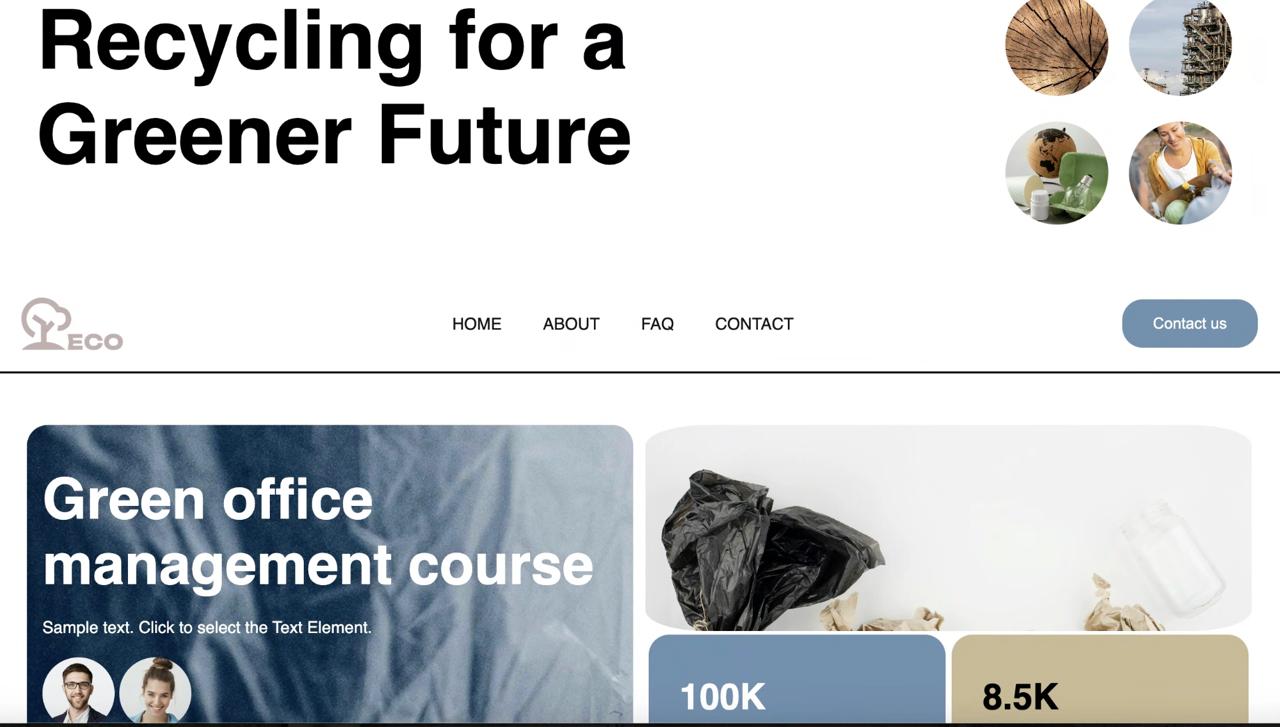 Recycling for a
Greener Future
ECO
HOME ABOUT FAQ CONTACT
Contact us
Green office
management course
Sample text. Click to select the Text Element.
100K
8.5K